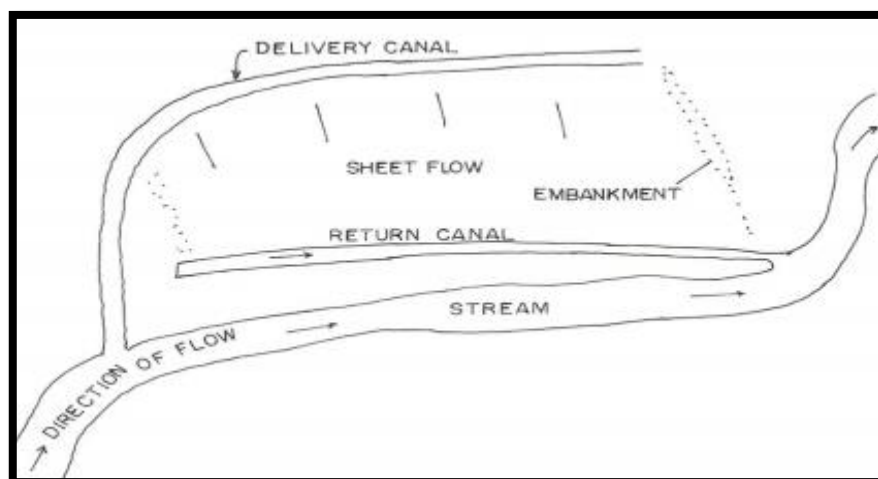 DELIVERY CANAL
SHEET FLOW
EMBANKMENT
RETURN CANAL
STREAM
DIRECTION OF FLOW